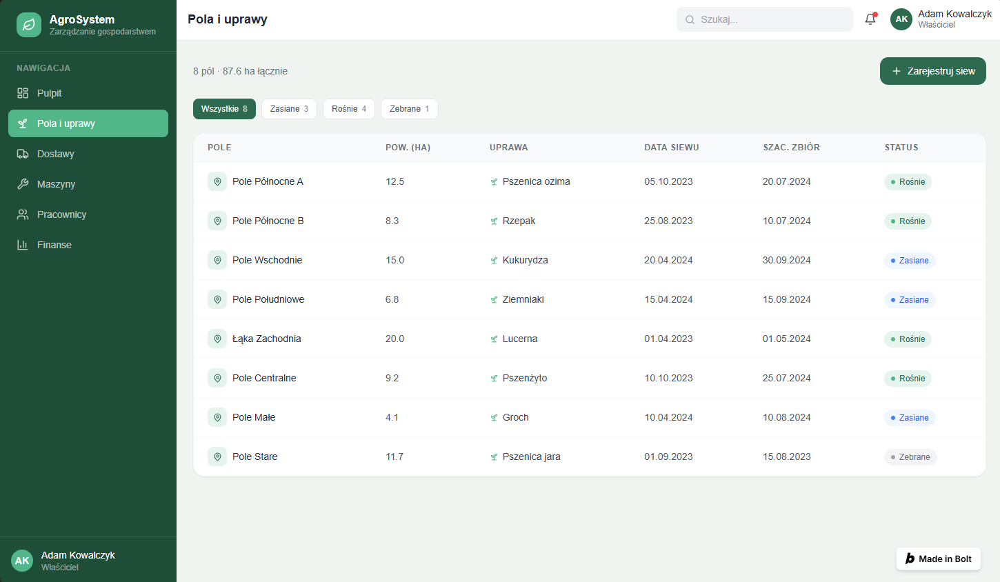 AgroSystem
Zarządzanie gospodarstwem
NAWIGACJA
Pulpit
Pola i uprawy
Dostawy
Maszyny
Pracownicy
Finanse
AK
Adam Kowalczyk
Właściciel
Pola i uprawy
Szukaj...
AK
Adam Kowalczyk
Właściciel
8 pól · 87.6 ha łącznie
Zarejestruj siew
Wszystkie 8 Zasiane 3 Rośnie 4 Zebrane 1
POLE POW. (HA) UPRAWA DATA SIEWU SZAC. ZBIÓR STATUS
Pole Północne A 12.5 Pszenica ozima 05.10.2023 20.07.2024 Rośnie
Pole Północne B 8.3 Rzepak 25.08.2023 10.07.2024 Rośnie
Pole Wschodnie 15.0 Kukurydza 20.04.2024 30.09.2024 Zasiane
Pole Południowe 6.8 Ziemniaki 15.04.2024 15.09.2024 Zasiane
Łąka Zachodnia 20.0 Lucerna 01.04.2023 01.05.2024 Rośnie
Pole Centralne 9.2 Pszenżyto 10.10.2023 25.07.2024 Rośnie
Pole Małe 4.1 Groch 10.04.2024 10.08.2024 Zasiane
Pole Stare 11.7 Pszenica jara 01.09.2023 15.08.2023 Zebrane
b Made in Bolt